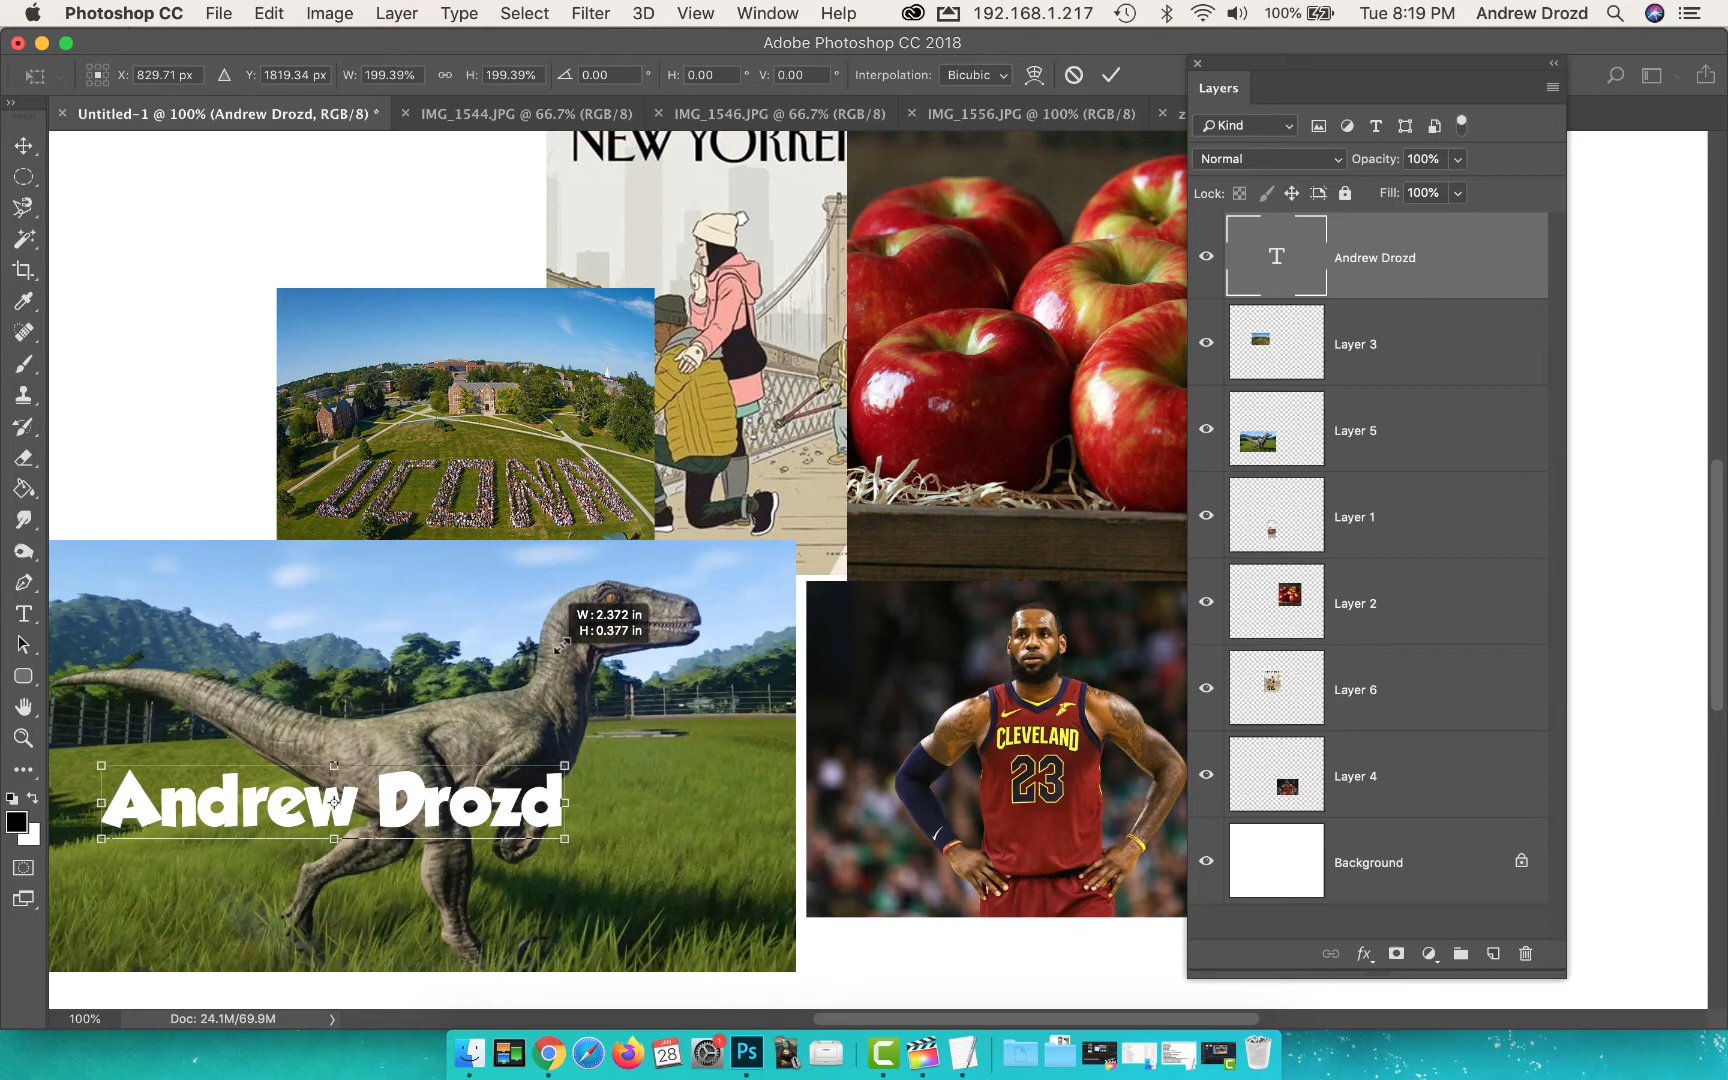 Photoshop CC File Edit Image Layer Type Select Filter 3D View Window Help 192.168.1.217 100% Tue 8:19 PM Andrew Drozd
Adobe Photoshop CC 2018
X: 829.71 px Y: 1819.34 px W: 199.39% H: 199.39% 0.00 ° H: 0.00 ° V: 0.00 ° Interpolation: Bicubic
Untitled-1 @ 100% (Andrew Drozd, RGB/8) * IMG_1544.JPG @ 66.7% (RGB/8) IMG_1546.JPG @ 66.7% (RGB/8) IMG_1556.JPG @ 100% (RGB/8) z
Layers
Kind
Normal Opacity: 100%
Lock: Fill: 100%
T Andrew Drozd
Layer 3
Layer 5
Layer 1
Layer 2
Layer 6
Layer 4
Background
fx
NEW YORKER
UCONN
W: 2.372 in
H: 0.377 in
Andrew Drozd
CLEVELAND
23
100% Doc: 24.1M/69.9M
JAN
28
1
Ps